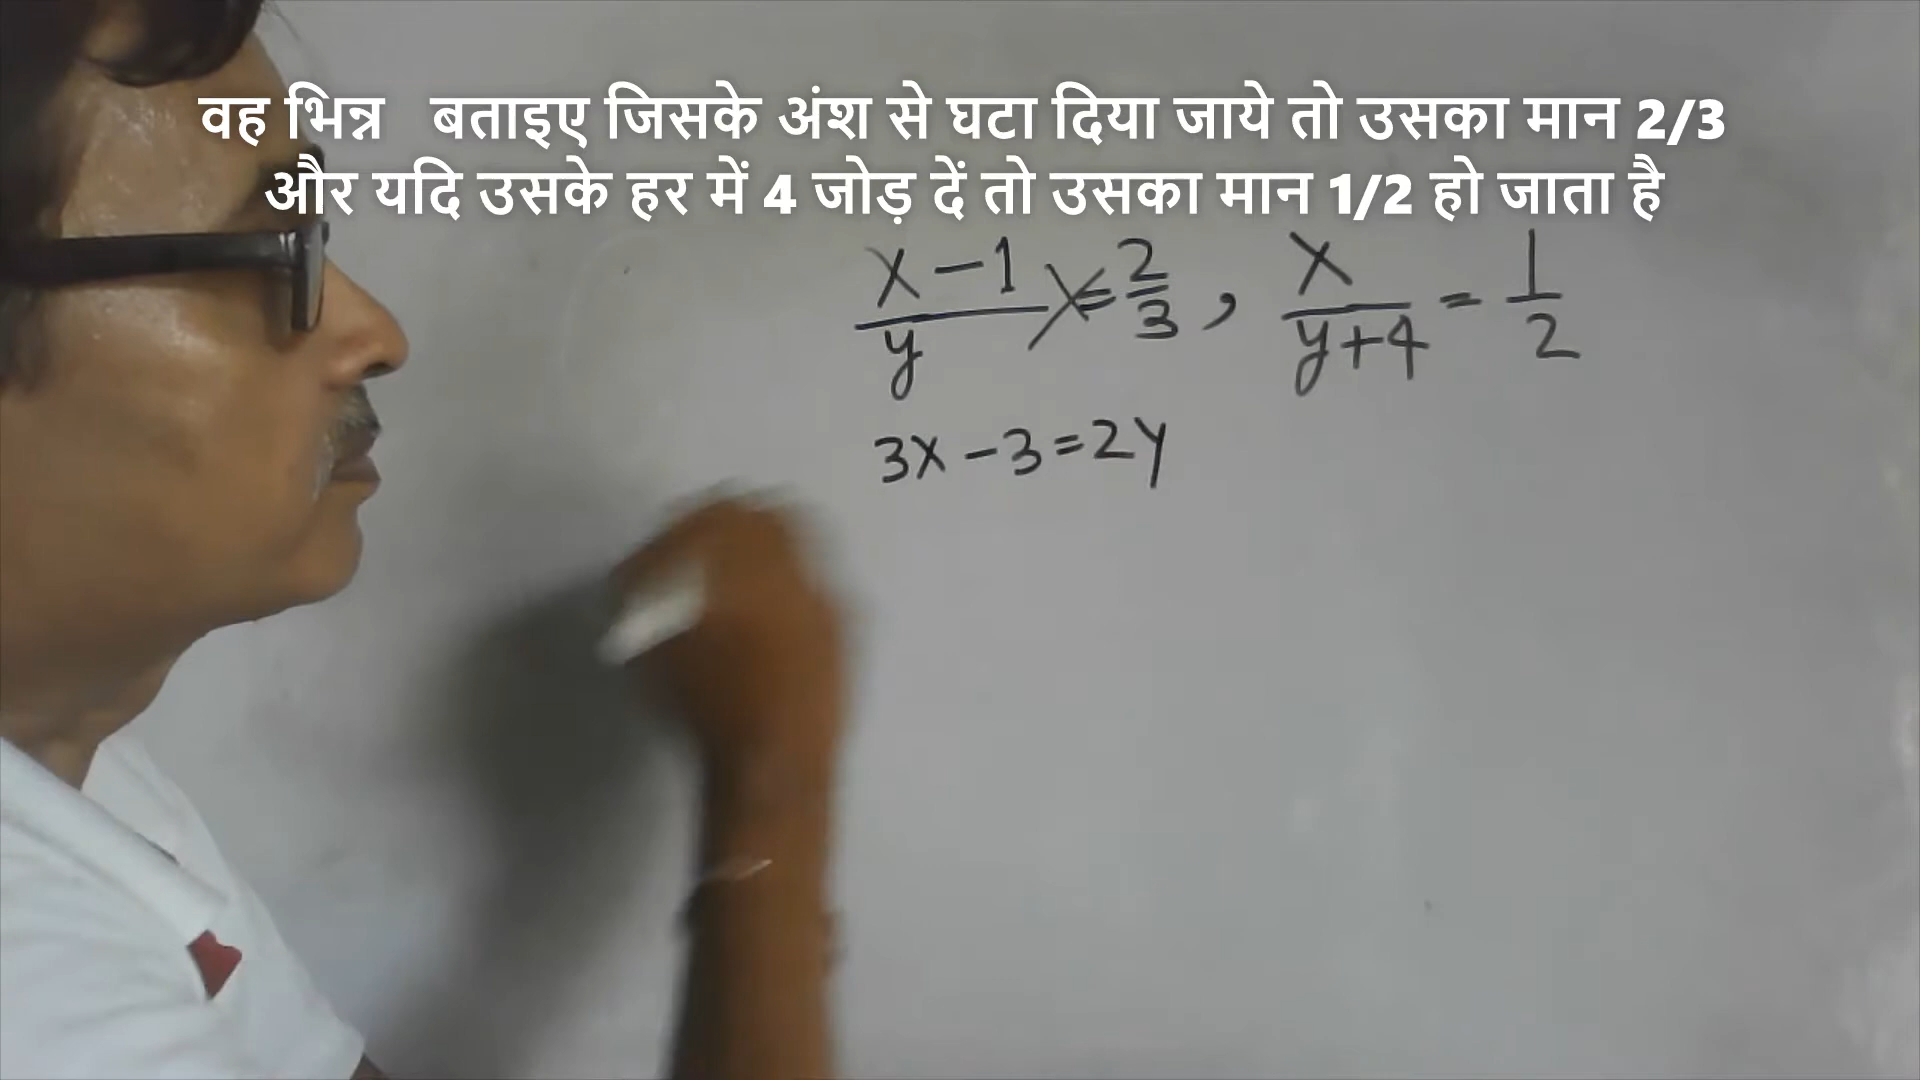 वह भिन्न बताइए जिसके अंश से घटा दिया जाये तो उसका मान 2/3
और यदि उसके हर में 4 जोड़ दें तो उसका मान 1/2 हो जाता है
x-1/y = 2/3, x/y+4 = 1/2
3x-3=2y